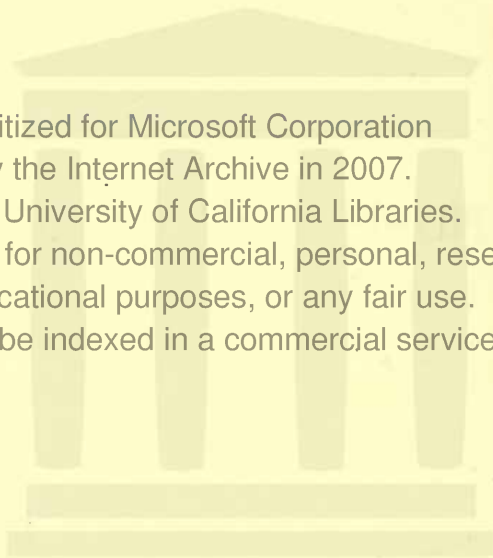 itized for Microsoft Corporation
y the Internet Archive in 2007.
University of California Libraries.
for non-commercial, personal, rese
cational purposes, or any fair use.
be indexed in a commercial service